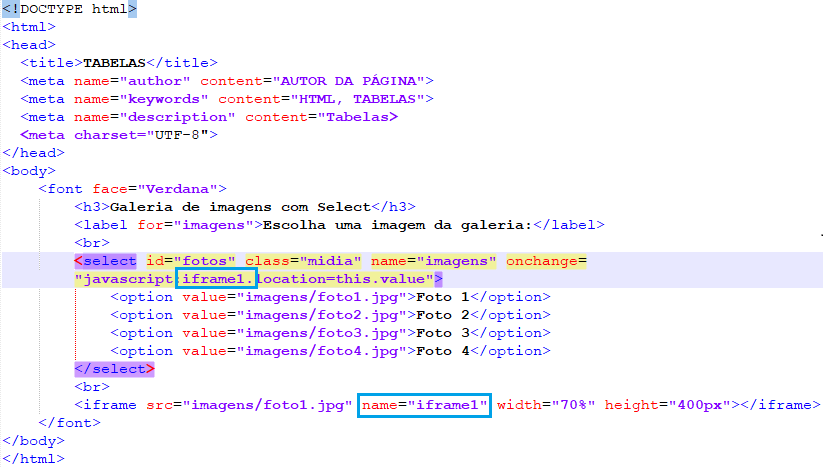 <!DOCTYPE html>
<html>
<head>
<title>TABELAS</title>
<meta name="author" content="AUTOR DA PÁGINA">
<meta name="keywords" content="HTML, TABELAS">
<meta name="description" content="Tabelas>
<meta charset="UTF-8">
</head>
<body>
<font face="Verdana">
<h3>Galeria de imagens com Select</h3>
<label for="imagens">Escolha uma imagem da galeria:</label>
<br>
<select id="fotos" class="midia" name="imagens" onchange=
"javascript:iframe1.location=this.value">
<option value="imagens/foto1.jpg">Foto 1</option>
<option value="imagens/foto2.jpg">Foto 2</option>
<option value="imagens/foto3.jpg">Foto 3</option>
<option value="imagens/foto4.jpg">Foto 4</option>
</select>
<br>
<iframe src="imagens/foto1.jpg" name="iframe1" width="70%" height="400px"></iframe>
</font>
</body>
</html>